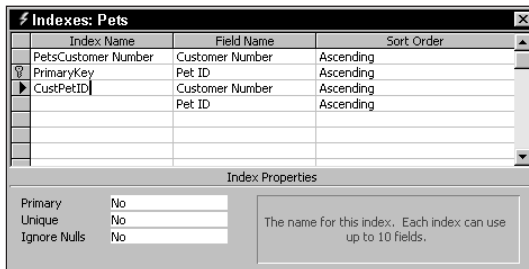 Indexes: Pets
Index Name Field Name Sort Order
PetsCustomer Number Customer Number Ascending
PrimaryKey Pet ID Ascending
CustPetID Customer Number Ascending
Pet ID Ascending
Index Properties
Primary No
Unique No
Ignore Nulls No
The name for this index. Each index can use
up to 10 fields.